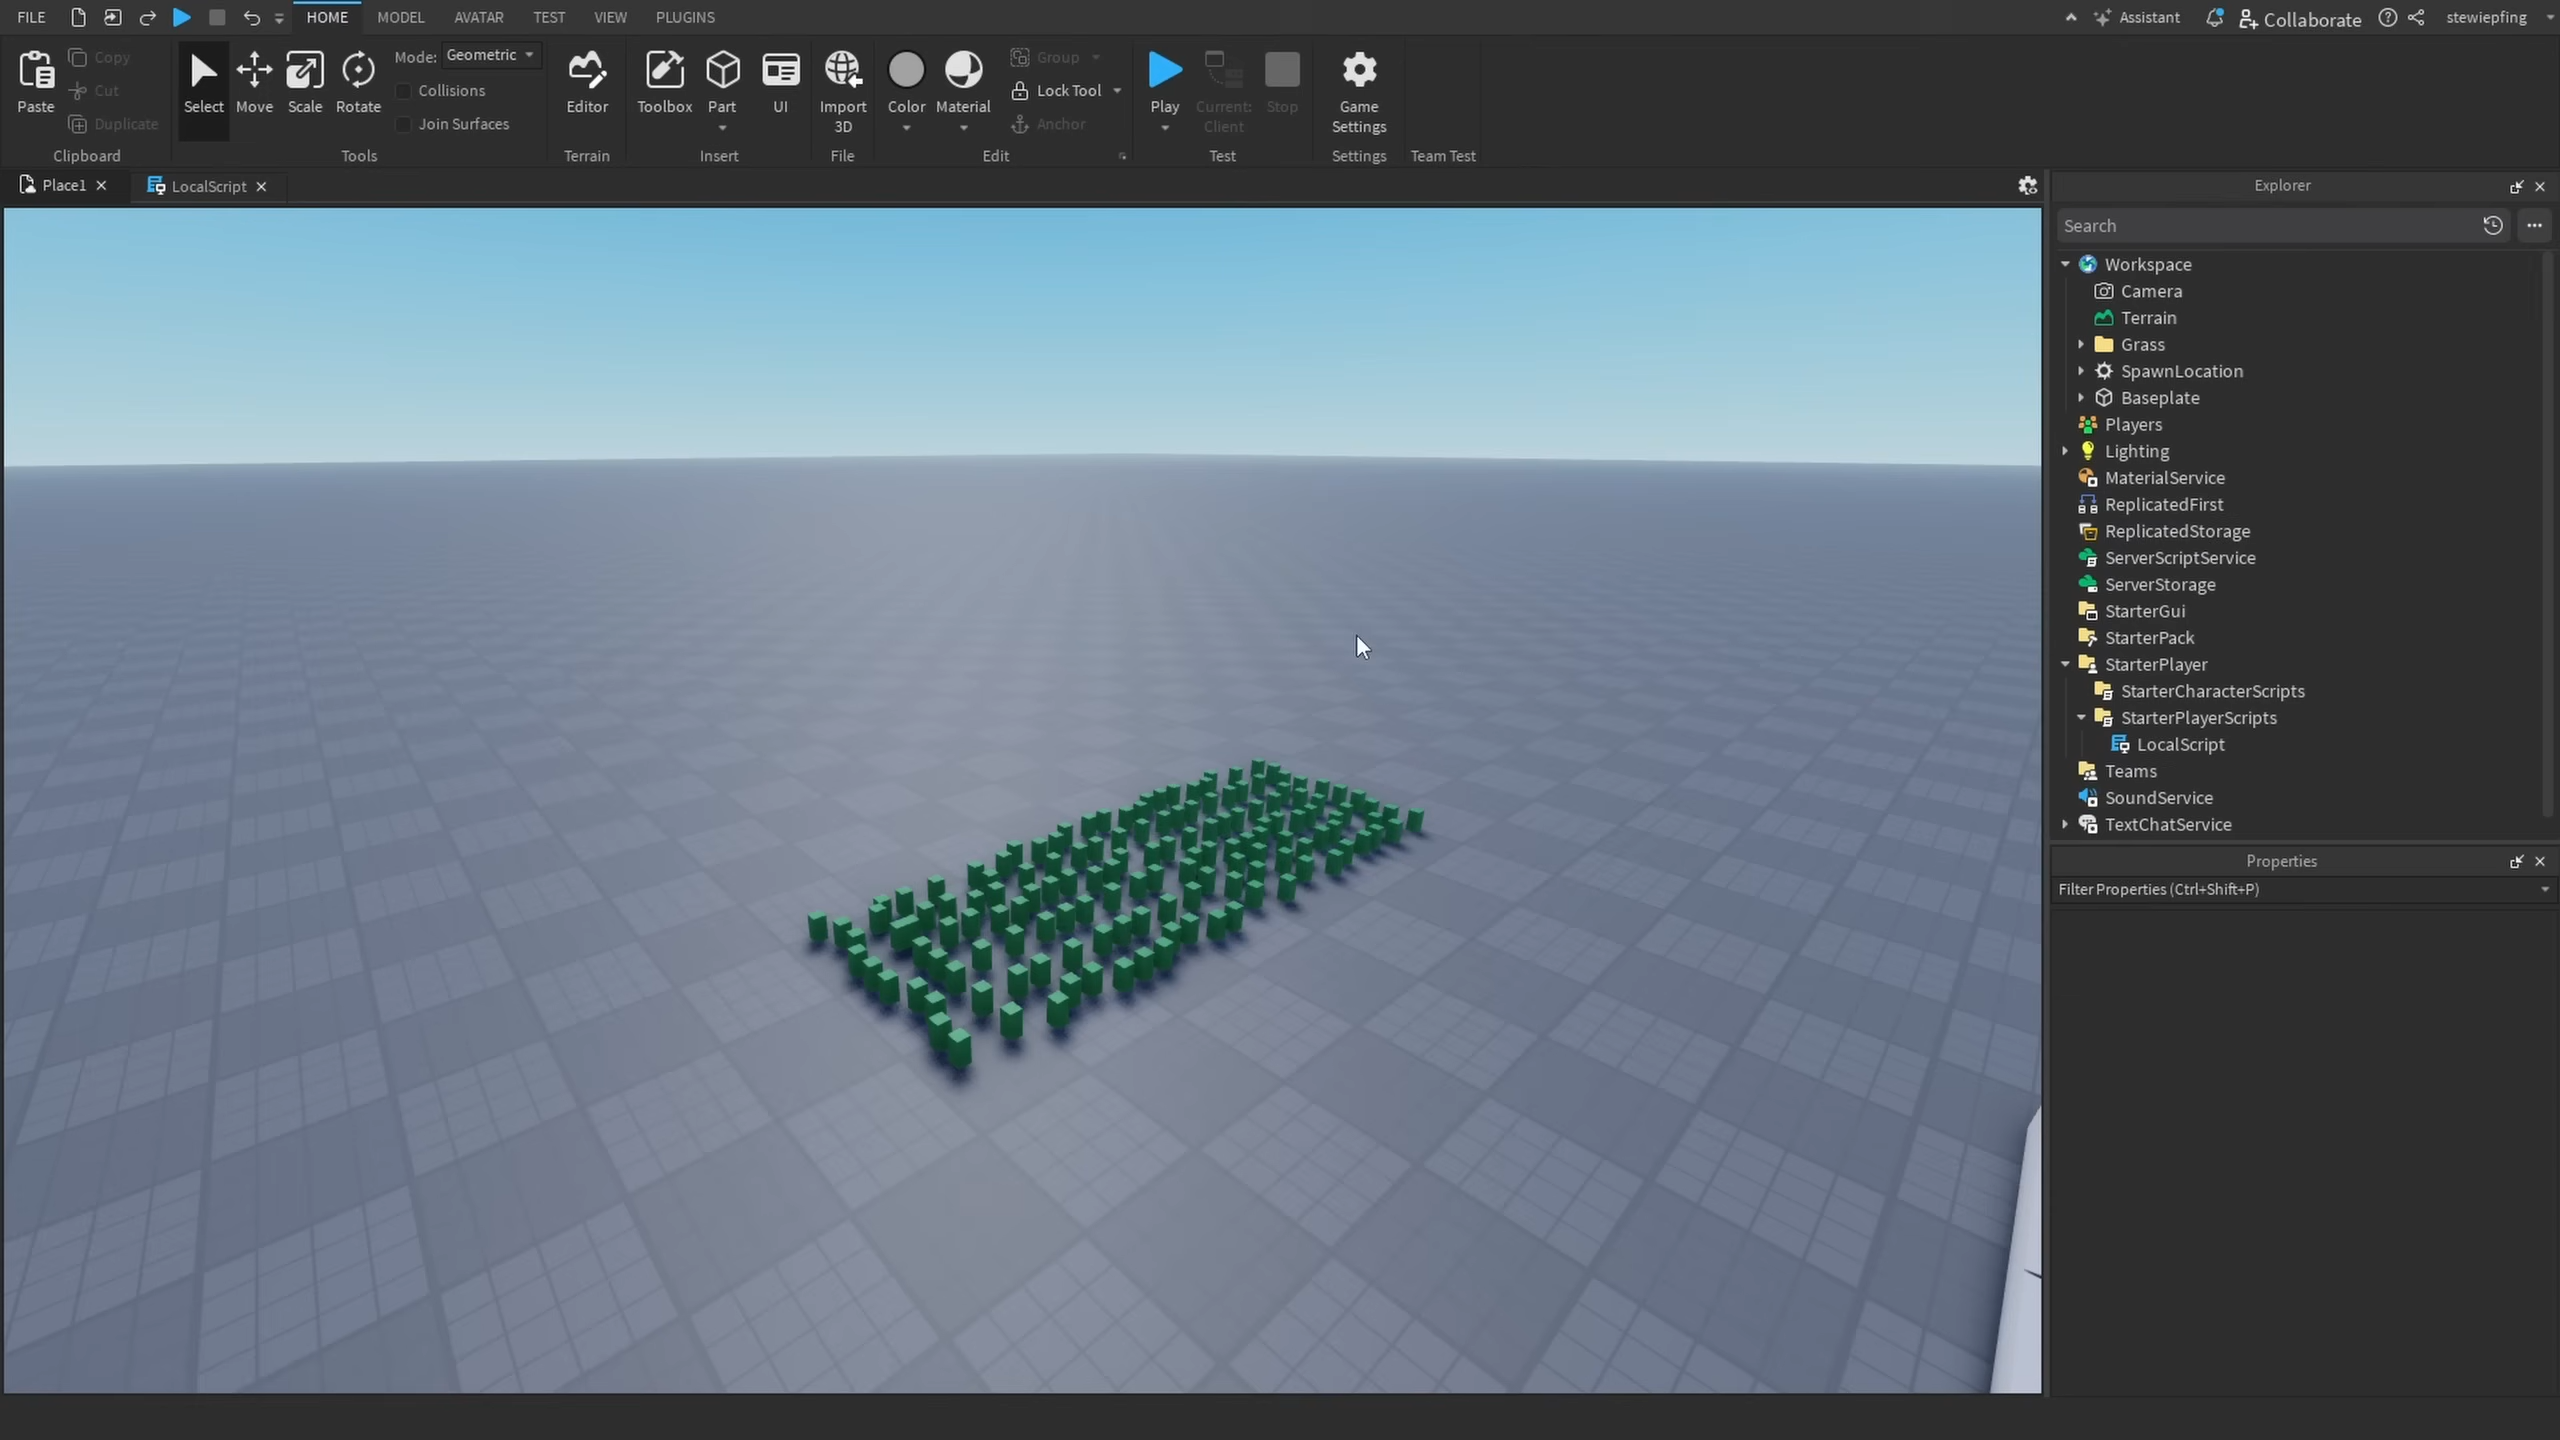 FILE HOME MODEL AVATAR TEST VIEW PLUGINS Assistant Collaborate stewiepfing
Paste Copy Cut Duplicate
Clipboard
Select Move Scale Rotate Mode: Geometric Collisions Join Surfaces
Tools
Editor
Terrain
Toolbox Part UI
Insert
Import 3D
File
Color Material Group Lock Tool Anchor
Edit
Play Current: Client Stop
Test
Game Settings
Settings
Team Test
Place1 LocalScript
Explorer
Search
Workspace
Camera
Terrain
Grass
SpawnLocation
Baseplate
Players
Lighting
MaterialService
ReplicatedFirst
ReplicatedStorage
ServerScriptService
ServerStorage
StarterGui
StarterPack
StarterPlayer
StarterCharacterScripts
StarterPlayerScripts
LocalScript
Teams
SoundService
TextChatService
Properties
Filter Properties (Ctrl+Shift+P)